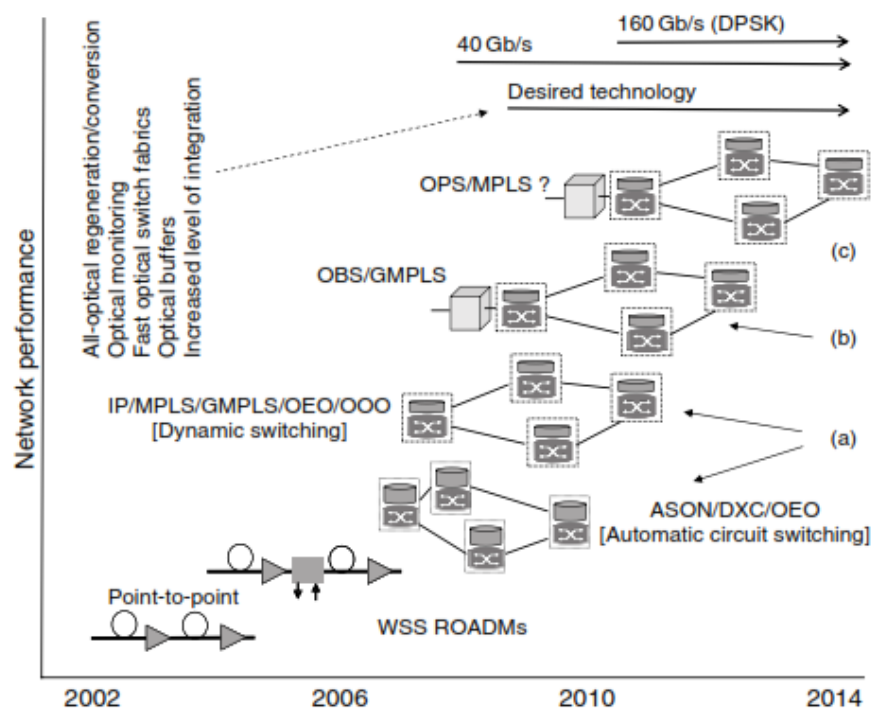 160 Gb/s (DPSK)
40 Gb/s
Desired technology
All-optical regeneration/conversion
Optical monitoring
Fast optical switch fabrics
Optical buffers
Increased level of integration
OPS/MPLS ?
(c)
OBS/GMPLS
(b)
IP/MPLS/GMPLS/OEO/OOO
[Dynamic switching]
(a)
ASON/DXC/OEO
[Automatic circuit switching]
Point-to-point
WSS ROADMs
Network performance
2002
2006
2010
2014